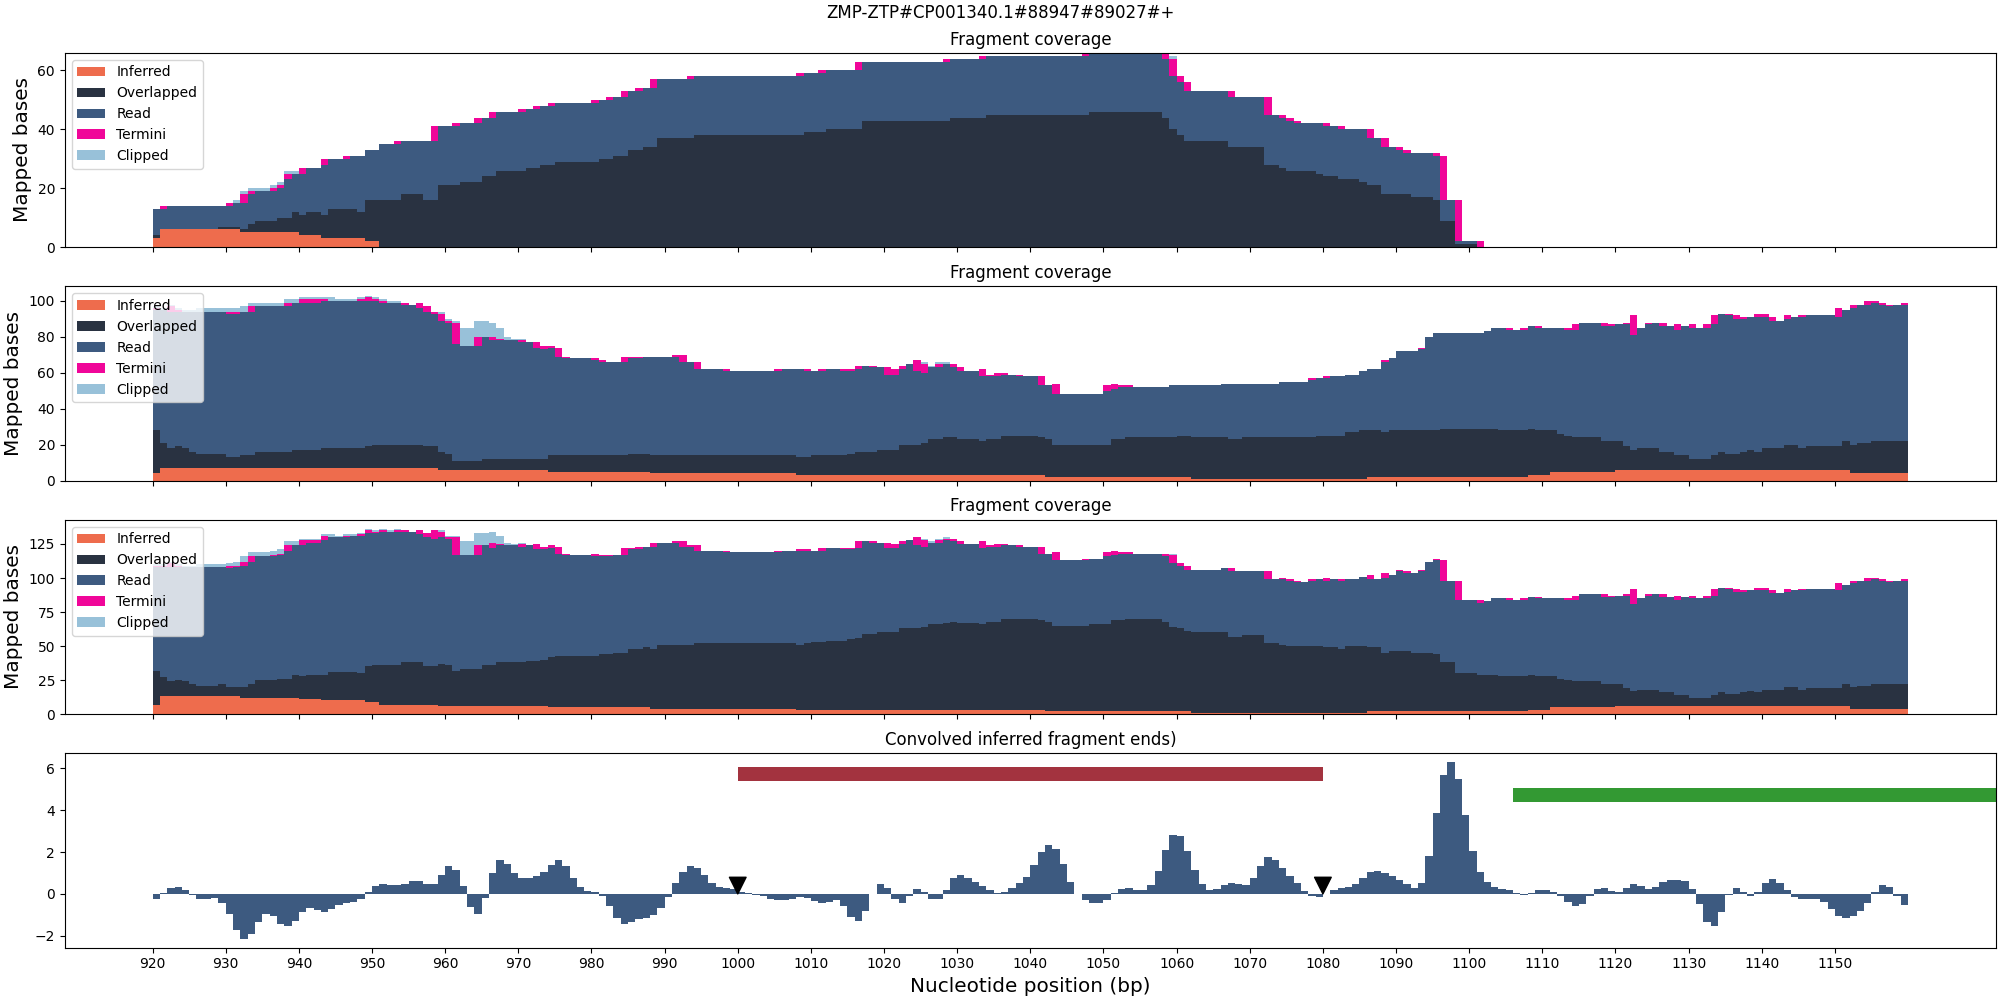 ZMP-ZTP#CP001340.1#88947#89027#+
Fragment coverage
Mapped bases
60
40
20
0
Inferred
Overlapped
Read
Termini
Clipped
Fragment coverage
Mapped bases
100
80
60
40
20
0
Inferred
Overlapped
Read
Termini
Clipped
Fragment coverage
Mapped bases
125
100
75
50
25
0
Inferred
Overlapped
Read
Termini
Clipped
Convolved inferred fragment ends)
6
4
2
0
−2
920 930 940 950 960 970 980 990 1000 1010 1020 1030 1040 1050 1060 1070 1080 1090 1100 1110 1120 1130 1140 1150
Nucleotide position (bp)